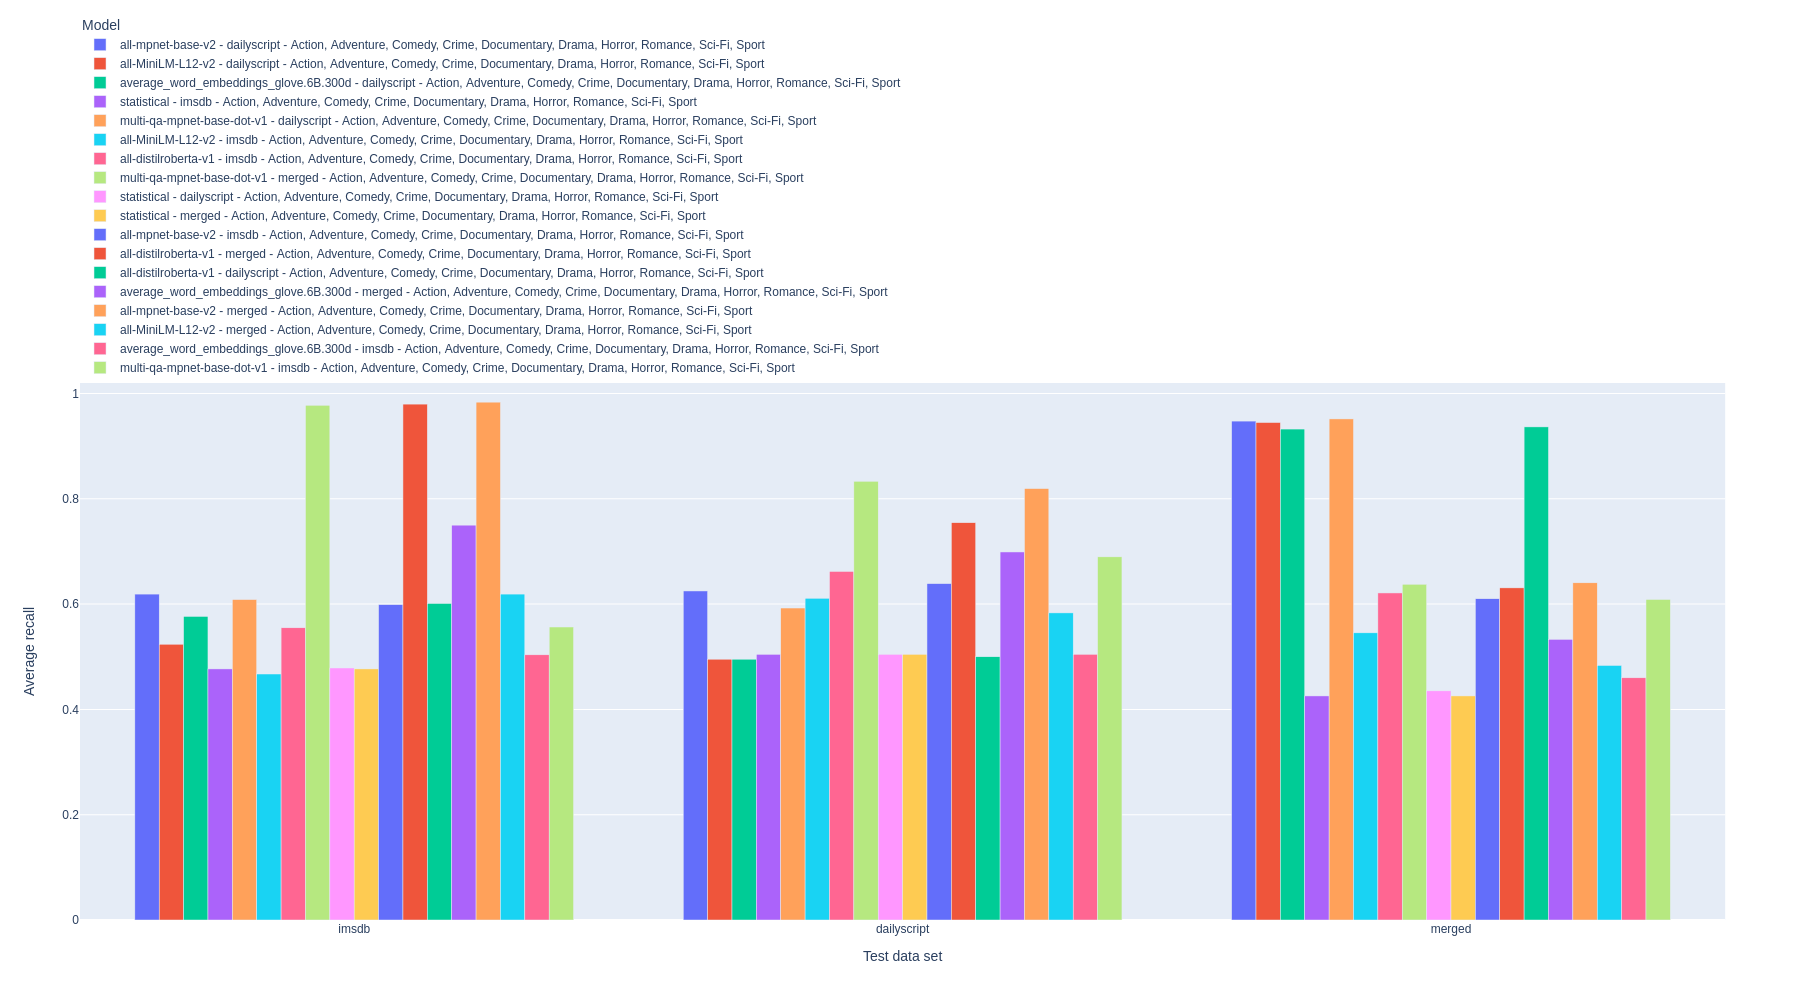 Model
all-mpnet-base-v2 - dailyscript - Action, Adventure, Comedy, Crime, Documentary, Drama, Horror, Romance, Sci-Fi, Sport
all-MiniLM-L12-v2 - dailyscript - Action, Adventure, Comedy, Crime, Documentary, Drama, Horror, Romance, Sci-Fi, Sport
average_word_embeddings_glove.6B.300d - dailyscript - Action, Adventure, Comedy, Crime, Documentary, Drama, Horror, Romance, Sci-Fi, Sport
statistical - imsdb - Action, Adventure, Comedy, Crime, Documentary, Drama, Horror, Romance, Sci-Fi, Sport
multi-qa-mpnet-base-dot-v1 - dailyscript - Action, Adventure, Comedy, Crime, Documentary, Drama, Horror, Romance, Sci-Fi, Sport
all-MiniLM-L12-v2 - imsdb - Action, Adventure, Comedy, Crime, Documentary, Drama, Horror, Romance, Sci-Fi, Sport
all-distilroberta-v1 - imsdb - Action, Adventure, Comedy, Crime, Documentary, Drama, Horror, Romance, Sci-Fi, Sport
multi-qa-mpnet-base-dot-v1 - merged - Action, Adventure, Comedy, Crime, Documentary, Drama, Horror, Romance, Sci-Fi, Sport
statistical - dailyscript - Action, Adventure, Comedy, Crime, Documentary, Drama, Horror, Romance, Sci-Fi, Sport
statistical - merged - Action, Adventure, Comedy, Crime, Documentary, Drama, Horror, Romance, Sci-Fi, Sport
all-mpnet-base-v2 - imsdb - Action, Adventure, Comedy, Crime, Documentary, Drama, Horror, Romance, Sci-Fi, Sport
all-distilroberta-v1 - merged - Action, Adventure, Comedy, Crime, Documentary, Drama, Horror, Romance, Sci-Fi, Sport
all-distilroberta-v1 - dailyscript - Action, Adventure, Comedy, Crime, Documentary, Drama, Horror, Romance, Sci-Fi, Sport
average_word_embeddings_glove.6B.300d - merged - Action, Adventure, Comedy, Crime, Documentary, Drama, Horror, Romance, Sci-Fi, Sport
all-mpnet-base-v2 - merged - Action, Adventure, Comedy, Crime, Documentary, Drama, Horror, Romance, Sci-Fi, Sport
all-MiniLM-L12-v2 - merged - Action, Adventure, Comedy, Crime, Documentary, Drama, Horror, Romance, Sci-Fi, Sport
average_word_embeddings_glove.6B.300d - imsdb - Action, Adventure, Comedy, Crime, Documentary, Drama, Horror, Romance, Sci-Fi, Sport
multi-qa-mpnet-base-dot-v1 - imsdb - Action, Adventure, Comedy, Crime, Documentary, Drama, Horror, Romance, Sci-Fi, Sport
1
0.8
0.6
0.4
0.2
0
Average recall
imsdb
dailyscript
merged
Test data set